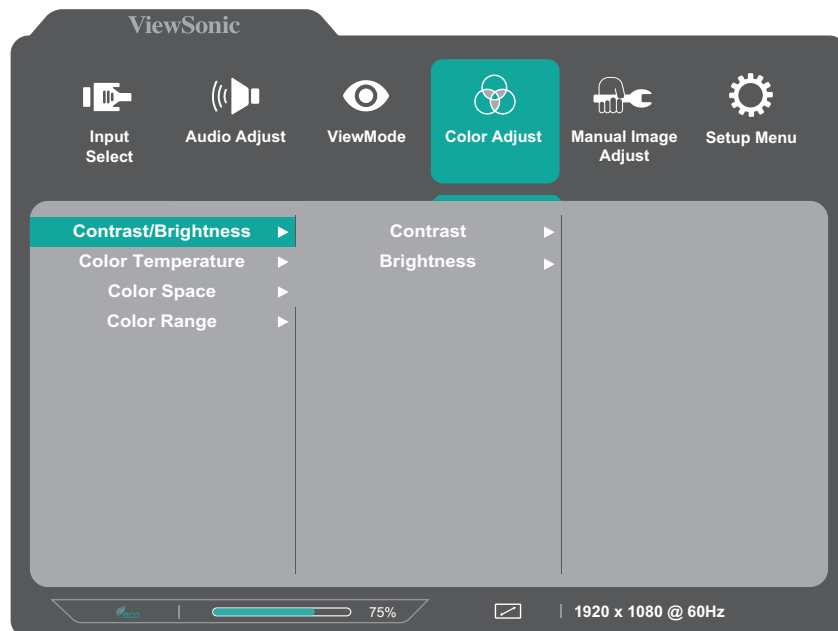 ViewSonic
Input
Select
Audio Adjust
ViewMode
Color Adjust
Manual Image
Adjust
Setup Menu
Contrast/Brightness
Contrast
Color Temperature
Brightness
Color Space
Color Range
eco
75%
1920 x 1080 @ 60Hz